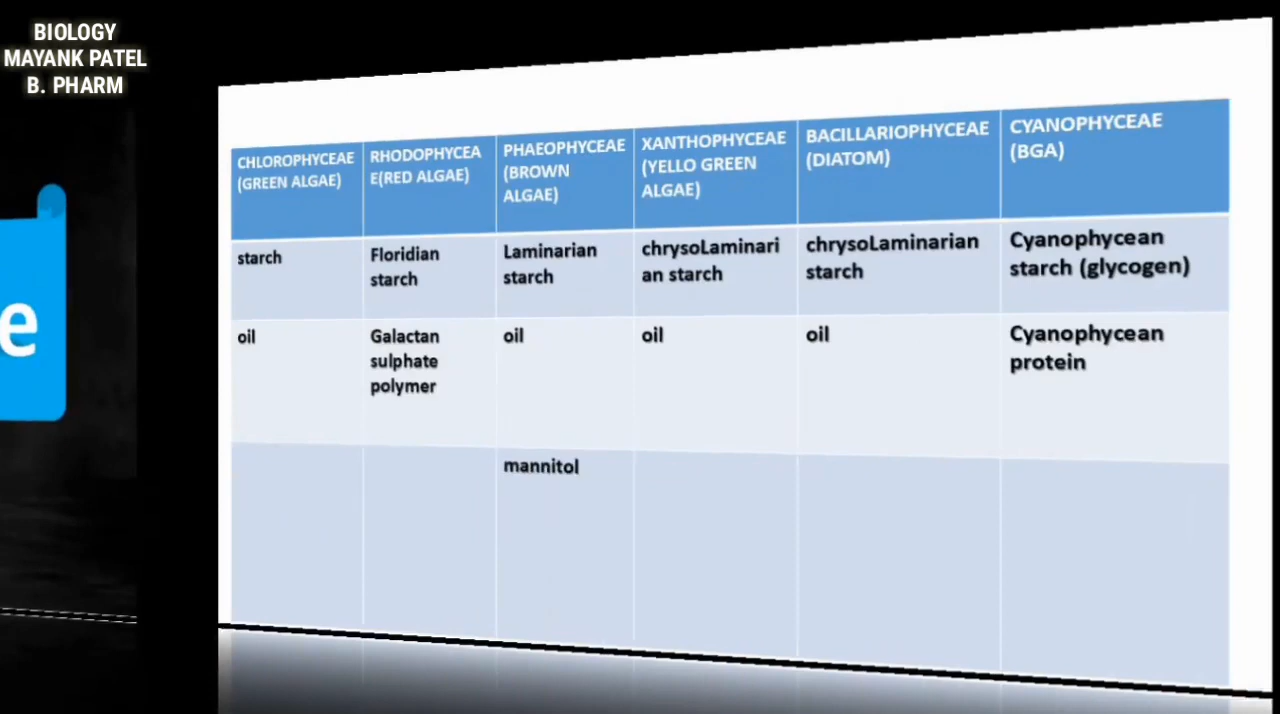 BIOLOGY
MAYANK PATEL
B. PHARM
e
CHLOROPHYCEAE
(GREEN ALGAE)
RHODOPHYCEA
E(RED ALGAE)
PHAEOPHYCEAE
(BROWN
ALGAE)
XANTHOPHYCEAE
(YELLO GREEN
ALGAE)
BACILLARIOPHYCEAE
(DIATOM)
CYANOPHYCEAE
(BGA)
starch
Floridian
starch
Laminarian
starch
chrysoLaminari
an starch
chrysoLaminarian
starch
Cyanophycean
starch (glycogen)
oil
Galactan
sulphate
polymer
oil
oil
oil
Cyanophycean
protein
mannitol